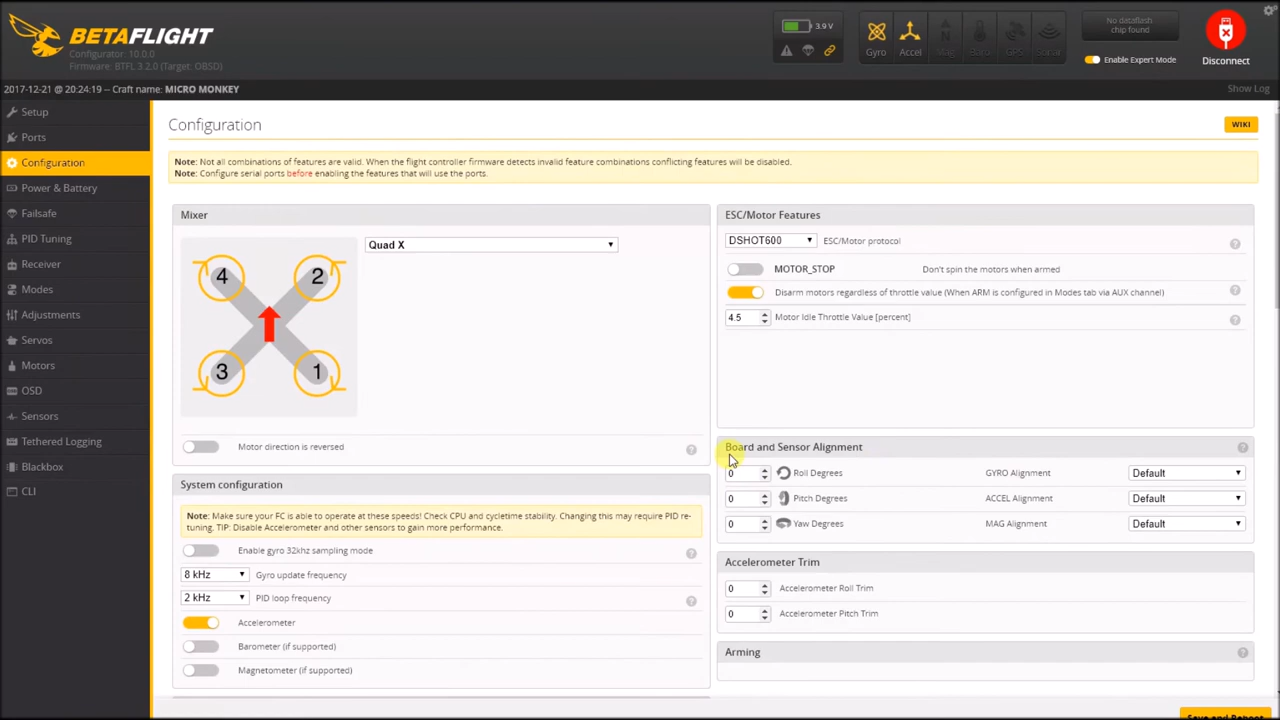 BETAFLIGHT
Configurator: 10.0.0
Firmware: BTFL 3.2.0 (Target: OBSD)
3.9 V
Gyro
Accel
GPS
Sonar
No dataflash
chip found
Enable Expert Mode
Disconnect
2017-12-21 @ 20:24:19 -- Craft name: MICRO MONKEY
Show Log
Setup
Ports
Configuration
Power & Battery
Failsafe
PID Tuning
Receiver
Modes
Adjustments
Servos
Motors
OSD
Sensors
Tethered Logging
Blackbox
CLI
Configuration
WIKI
Note: Not all combinations of features are valid. When the flight controller firmware detects invalid feature combinations conflicting features will be disabled.
Note: Configure serial ports before enabling the features that will use the ports.
Mixer
Quad X
4
2
3
1
Motor direction is reversed
System configuration
Note: Make sure your FC is able to operate at these speeds! Check CPU and cycletime stability. Changing this may require PID re-
tuning. TIP: Disable Accelerometer and other sensors to gain more performance.
Enable gyro 32khz sampling mode
8 kHz Gyro update frequency
2 kHz PID loop frequency
Accelerometer
Barometer (if supported)
Magnetometer (if supported)
ESC/Motor Features
DSHOT600 ESC/Motor protocol
MOTOR_STOP Don't spin the motors when armed
Disarm motors regardless of throttle value (When ARM is configured in Modes tab via AUX channel)
4.5 Motor Idle Throttle Value [percent]
Board and Sensor Alignment
0 Roll Degrees GYRO Alignment Default
0 Pitch Degrees ACCEL Alignment Default
0 Yaw Degrees MAG Alignment Default
Accelerometer Trim
0 Accelerometer Roll Trim
0 Accelerometer Pitch Trim
Arming
Save and Reboot